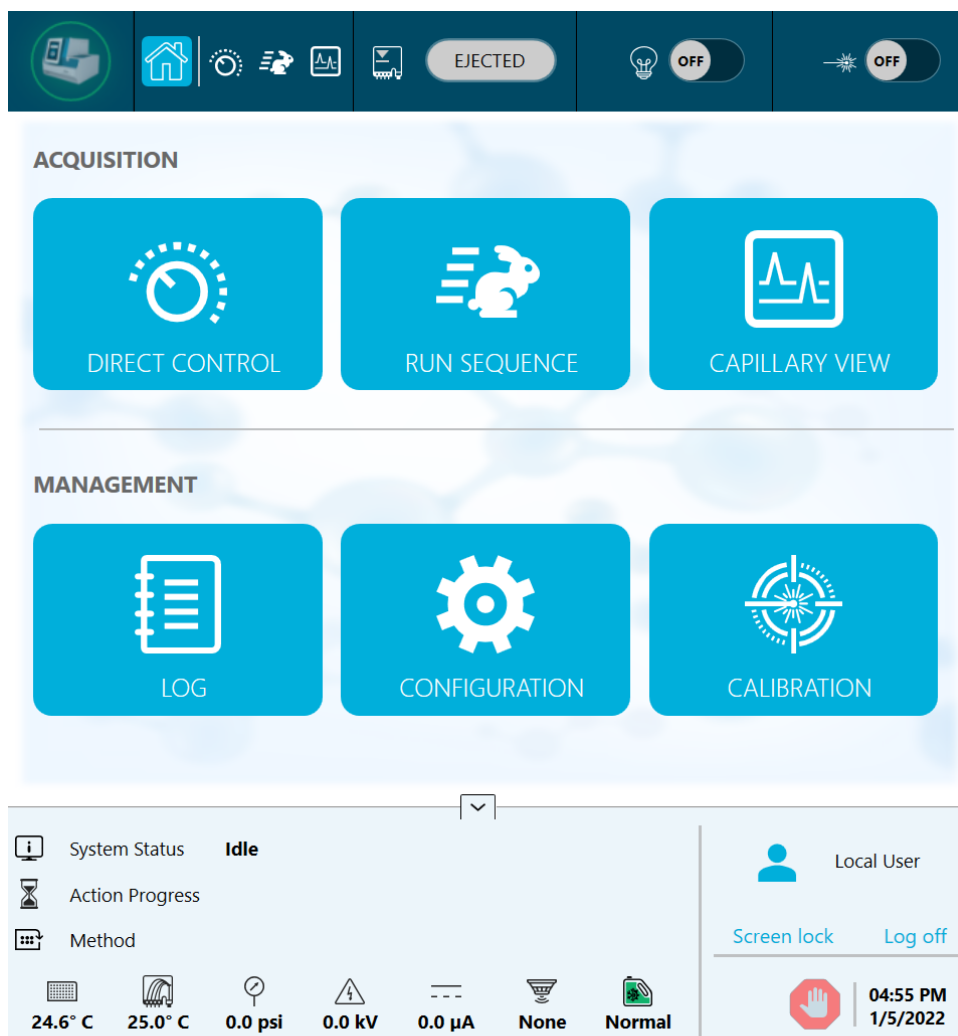 EJECTED
OFF
OFF
ACQUISITION
DIRECT CONTROL
RUN SEQUENCE
CAPILLARY VIEW
MANAGEMENT
LOG
CONFIGURATION
CALIBRATION
System Status Idle
Action Progress
Method
Local User
Screen lock Log off
24.6° C 25.0° C 0.0 psi 0.0 kV 0.0 µA None Normal
04:55 PM
1/5/2022